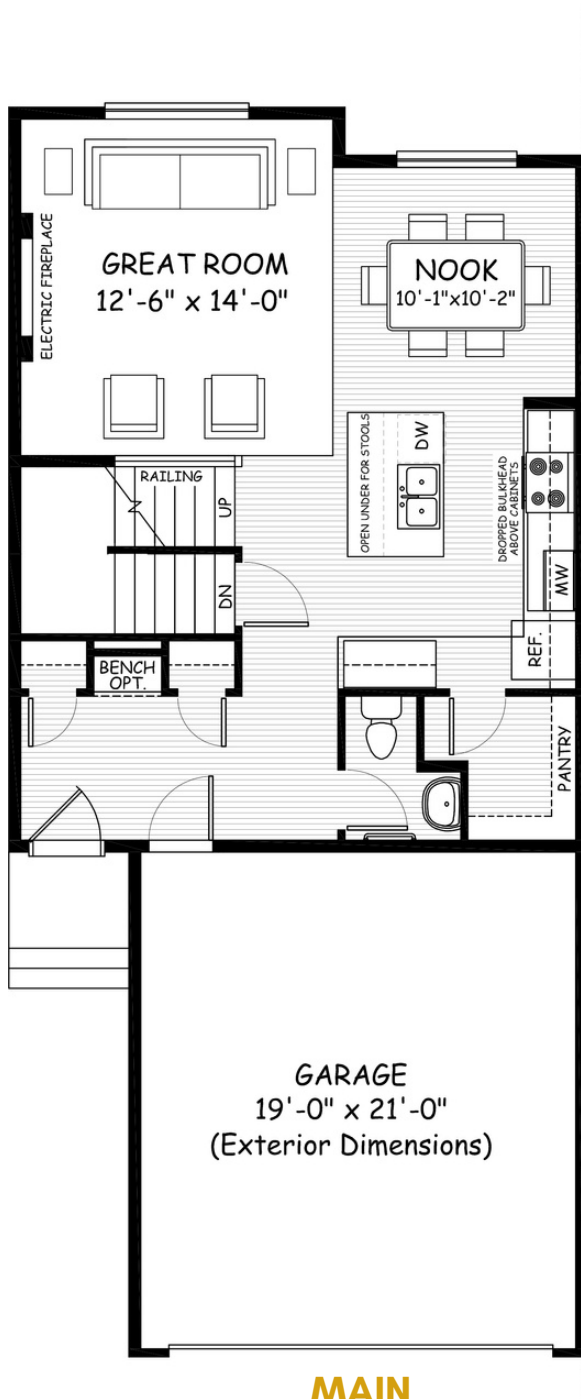 ELECTRIC FIREPLACE
GREAT ROOM
12'-6" x 14'-0"
NOOK
10'-1"x10'-2"
RAILING
UP
DN
OPEN UNDER FOR STOOLS
DW
DROPPED BULKHEAD
ABOVE CABINETS
MW
REF.
BENCH
OPT.
PANTRY
GARAGE
19'-0" x 21'-0"
(Exterior Dimensions)
MAIN